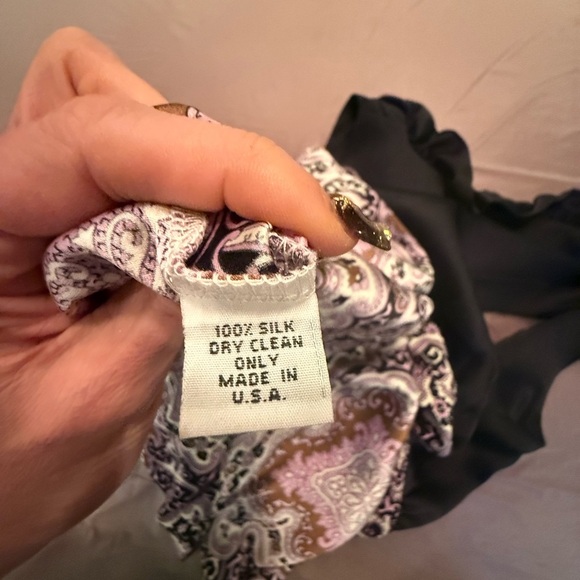 100% SILK
DRY CLEAN
ONLY
MADE IN
U.S.A.